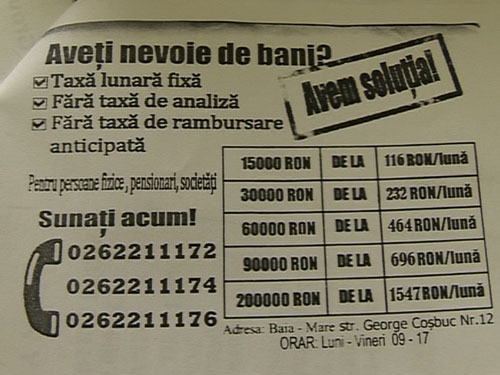 Aveți nevoie de bani?
Avem soluția!
Taxă lunară fixă
Fără taxă de analiză
Fără taxă de rambursare
anticipată
Pentru persoane fizice, pensionari, societăți
Sunați acum!
0262211172
0262211174
0262211176
15000 RON DE LA 116 RON/lună
30000 RON DE LA 232 RON/lună
60000 RON DE LA 464 RON/lună
90000 RON DE LA 696 RON/lună
200000 RON DE LA 1547 RON/lună
Adresa: Baia - Mare str. George Coșbuc Nr.12
ORAR: Luni - Vineri 09 - 17